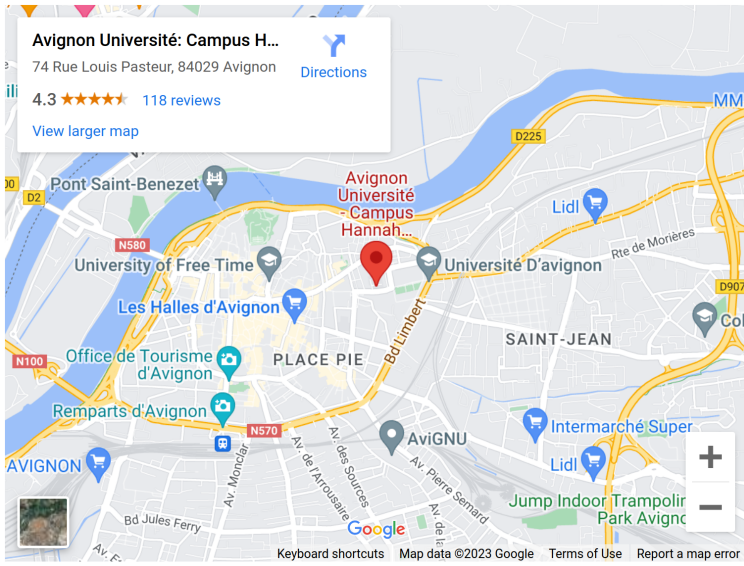 Avignon Université: Campus H...
74 Rue Louis Pasteur, 84029 Avignon
Directions
4.3
118 reviews
View larger map
MM
D225
Pont Saint-Benezet
D2
Avignon
Université
- Campus
Hannah...
Lidl
N580
Rte de Morières
University of Free Time
Université D'avignon
D907
Les Halles d'Avignon
Bd Limbert
Col
SAINT-JEAN
N100
Office de Tourisme
d'Avignon
PLACE PIE
Remparts d'Avignon
N570
Intermarché Super
AviGNU
AVIGNON
Lidl
Av. Monclar
Av. de l'Arrousaire
Av. des Sources
Av. Pierre Semard
Jump Indoor Trampolin
Park Avigno
Bd Jules Ferry
Google
Av. de la
Keyboard shortcuts
Map data ©2023 Google
Terms of Use
Report a map error